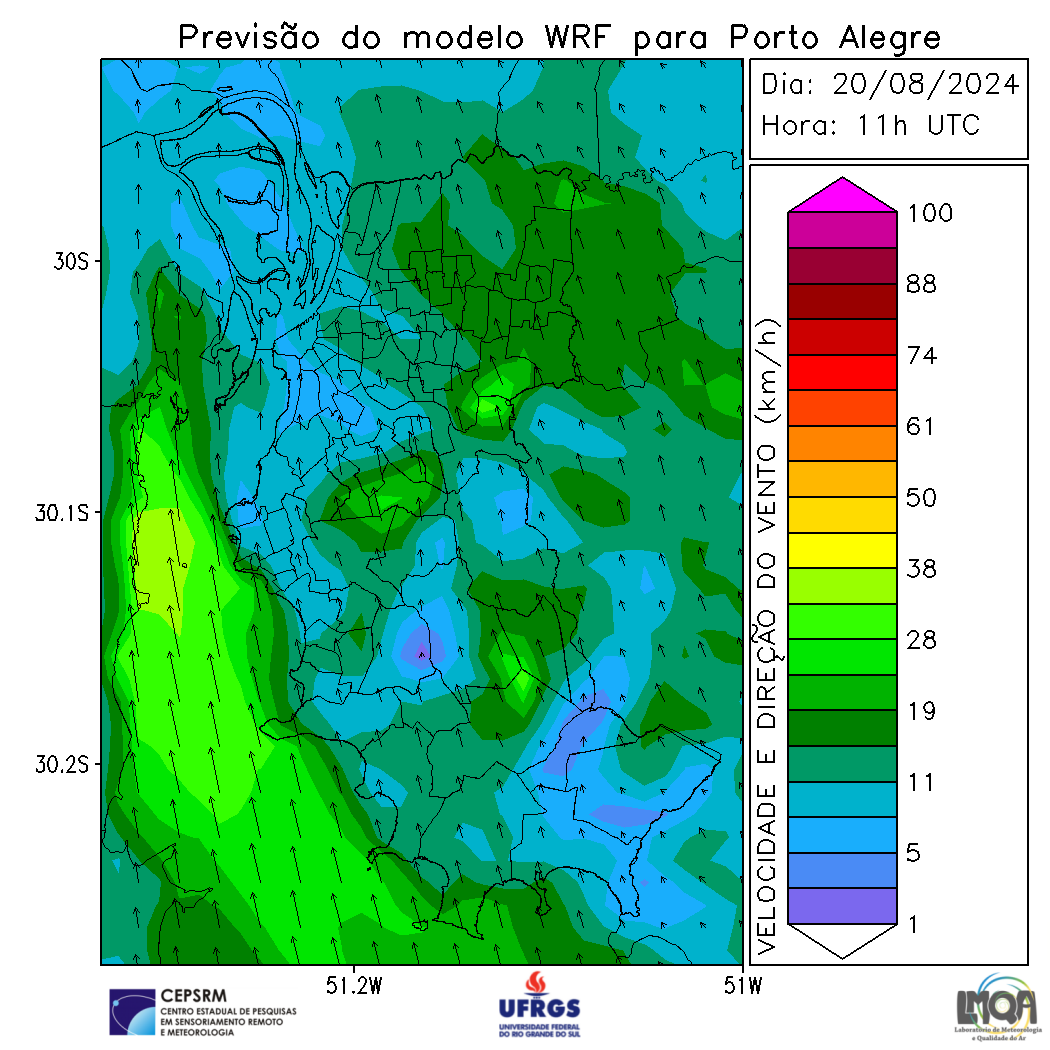 Previsão do modelo WRF para Porto Alegre
Dia: 20/08/2024
Hora: 11h UTC
30S
30.1S
30.2S
51.2W
51W
VELOCIDADE E DIREÇÃO DO VENTO (km/h)
100
88
74
61
50
38
28
19
11
5
1
CEPSRM
CENTRO ESTADUAL DE PESQUISAS
EM SENSORIAMENTO REMOTO
E METEOROLOGIA
UFRGS
UNIVERSIDADE FEDERAL
DO RIO GRANDE DO SUL
LMQA
Laboratório de Meteorologia
e Qualidade do Ar